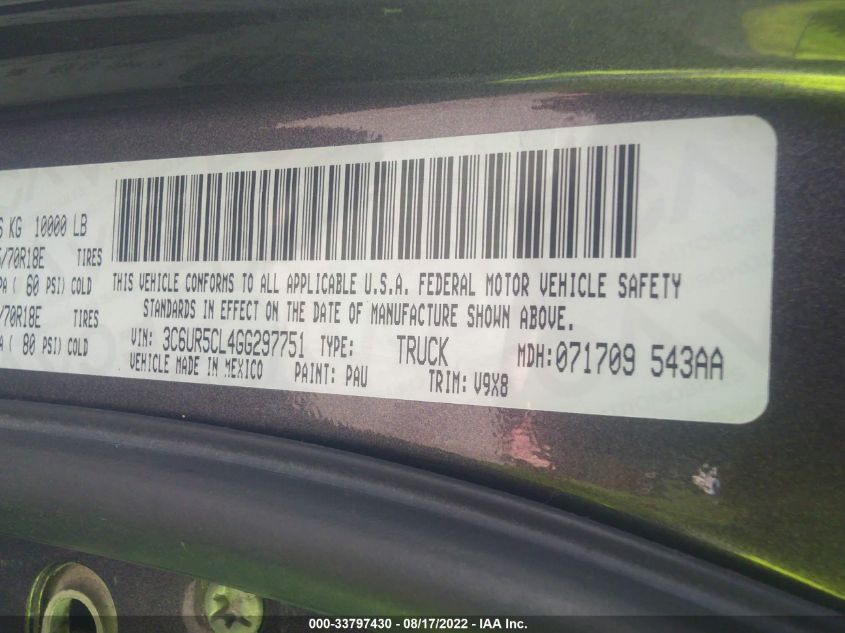 6 KG 10000 LB
/70R18E TIRES
PA ( 60 PSI) COLD
/70R18E TIRES
A ( 80 PSI) COLD
THIS VEHICLE CONFORMS TO ALL APPLICABLE U.S.A. FEDERAL MOTOR VEHICLE SAFETY
STANDARDS IN EFFECT ON THE DATE OF MANUFACTURE SHOWN ABOVE.
VIN: 3C6UR5CL4GG297751 TYPE: TRUCK MDH:071709 543AA
VEHICLE MADE IN MEXICO PAINT: PAU TRIM: V9X8
000-33797430 - 08/17/2022 - IAA Inc.